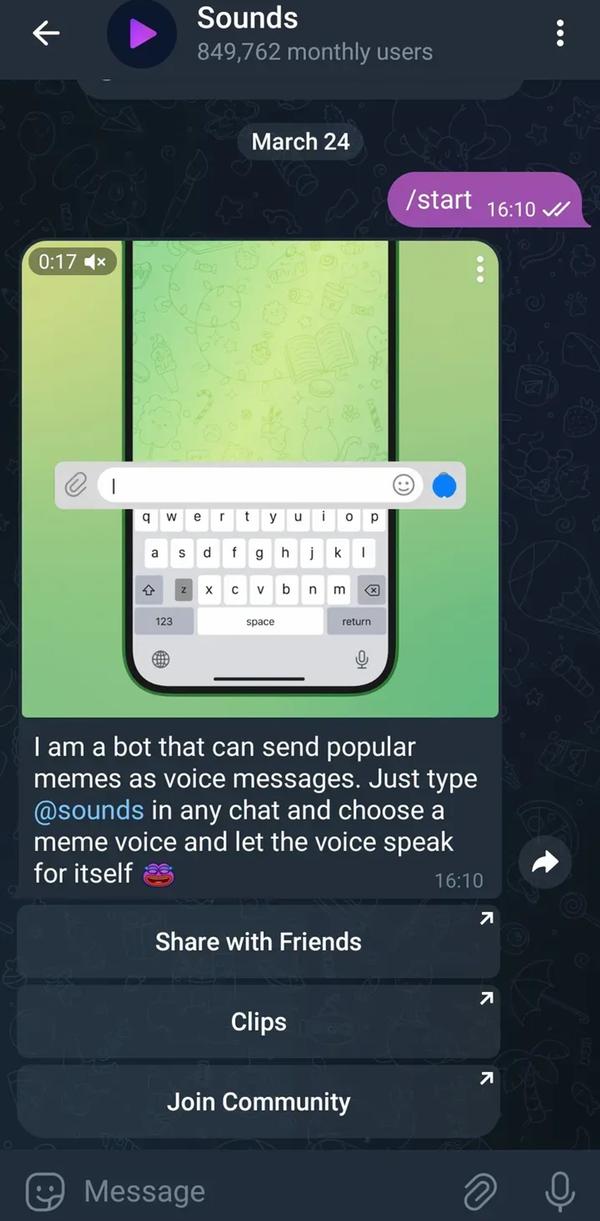 Sounds
849,762 monthly users
March 24
/start 16:10
0:17
q w e r t y u i o p
a s d f g h j k l
z x c v b n m
123 space return
I am a bot that can send popular
memes as voice messages. Just type
@sounds in any chat and choose a
meme voice and let the voice speak
for itself
16:10
Share with Friends
Clips
Join Community
Message